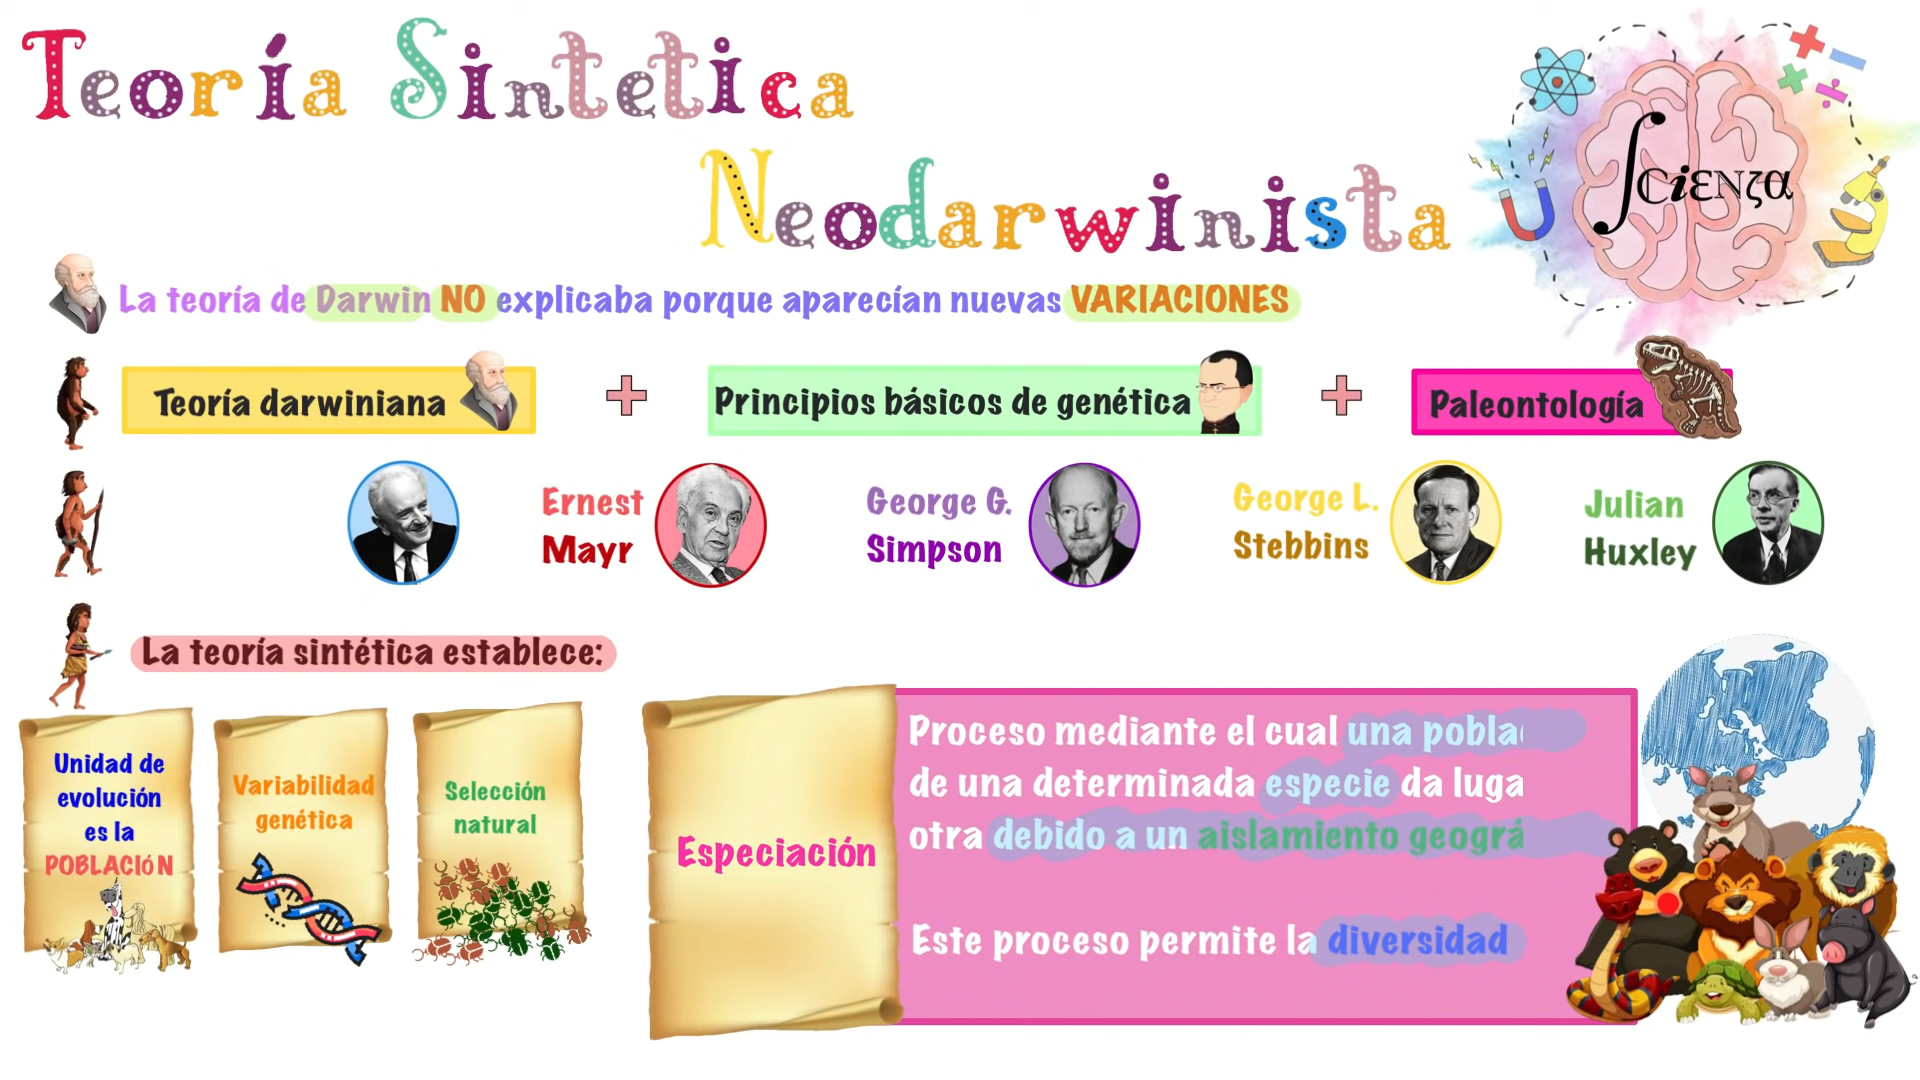 Teoría Sintetica
Neodarwinista
Scienza
La teoría de Darwin NO explicaba porque aparecían nuevas VARIACIONES
Teoría darwiniana + Principios básicos de genética + Paleontología
Ernest
Mayr
George G.
Simpson
George L.
Stebbins
Julian
Huxley
La teoría sintética establece:
Unidad de
evolución
es la
POBLACIÓN
Variabilidad
genética
Selección
natural
Especiación
Proceso mediante el cual una pobla
de una determinada especie da luga
otra debido a un aislamiento geográ
Este proceso permite la diversidad